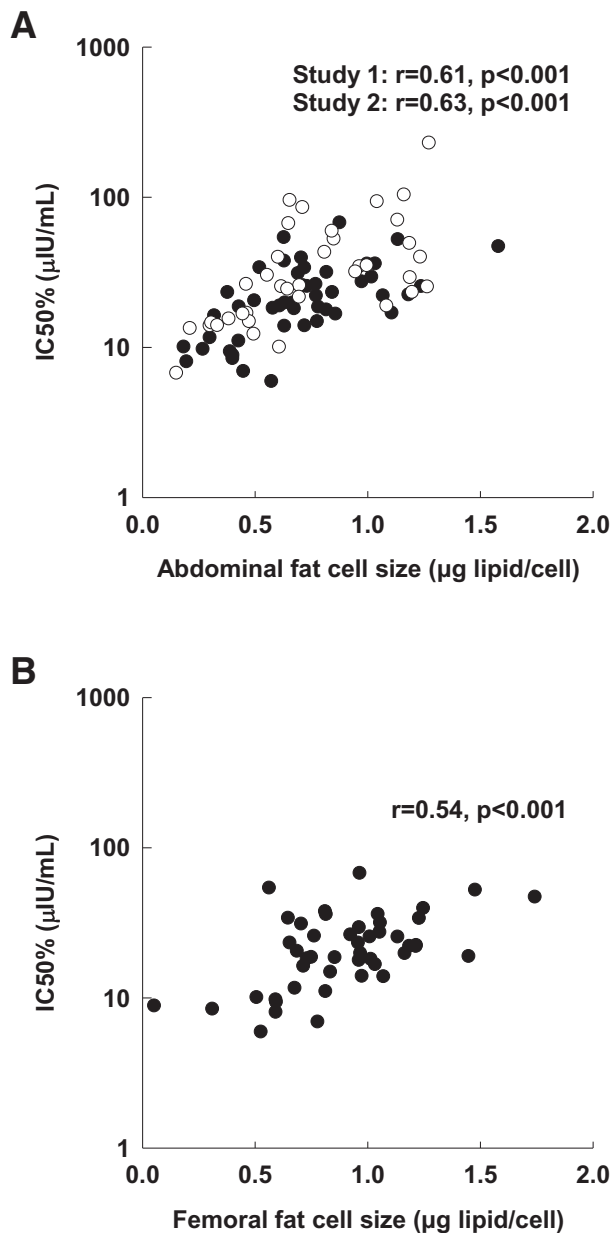 A
1000
Study 1: r=0.61, p<0.001
Study 2: r=0.63, p<0.001
100
IC50% (μIU/mL)
10
1
0.0 0.5 1.0 1.5 2.0
Abdominal fat cell size (μg lipid/cell)
B
1000
r=0.54, p<0.001
100
IC50% (μIU/mL)
10
1
0.0 0.5 1.0 1.5 2.0
Femoral fat cell size (μg lipid/cell)